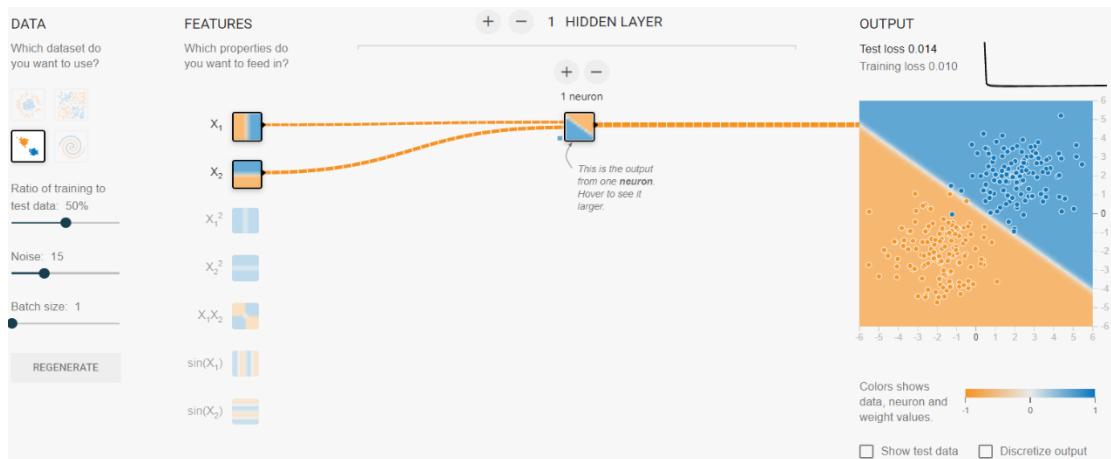 DATA
Which dataset do
you want to use?
Ratio of training to
test data: 50%
Noise: 15
Batch size: 1
REGENERATE
FEATURES
Which properties do
you want to feed in?
X1
X2
X1²
X2²
X1X2
sin(X1)
sin(X2)
+ − 1 HIDDEN LAYER
+ −
1 neuron
This is the output
from one neuron.
Hover to see it
larger.
OUTPUT
Test loss 0.014
Training loss 0.010
6
5
4
3
2
1
0
-1
-2
-3
-4
-5
-6
-6 -5 -4 -3 -2 -1 0 1 2 3 4 5 6
Colors shows
data, neuron and
weight values.
-1 0 1
Show test data Discretize output